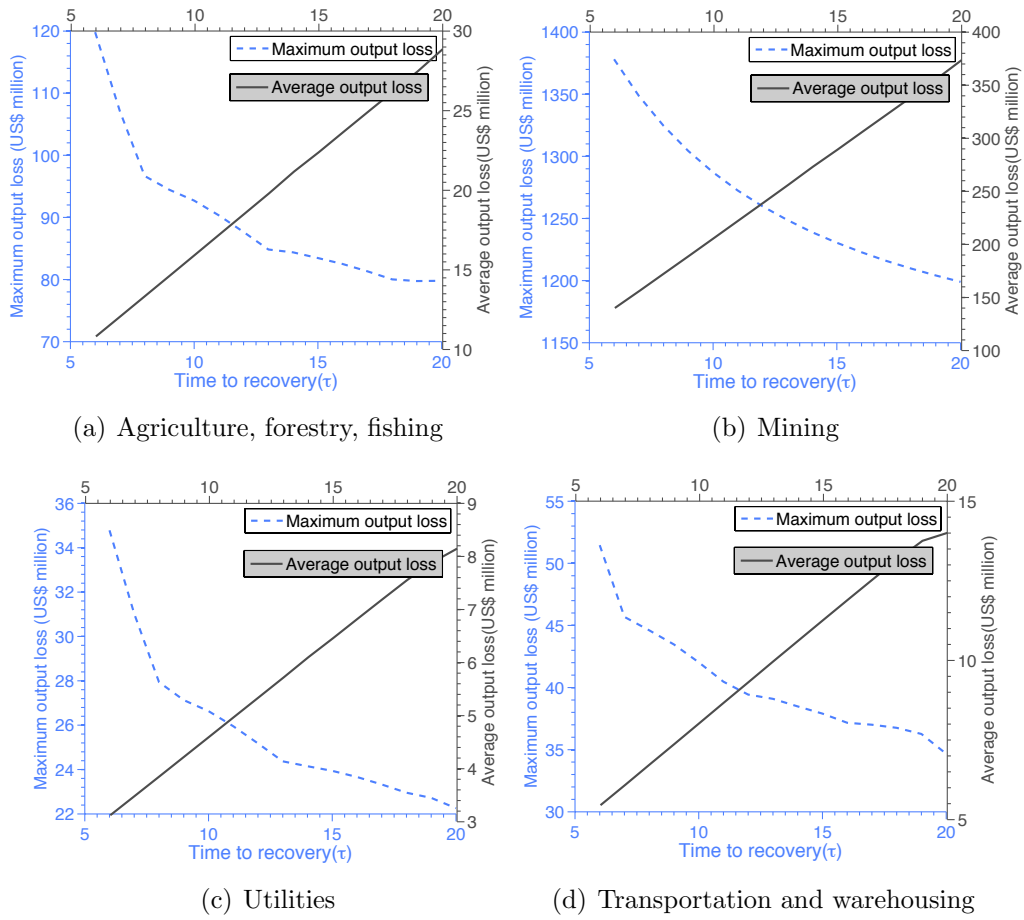 5 10 15 20
120
110
100
90
80
70
30
25
20
15
10
Maximum output loss
Average output loss
Maximum output loss (US$ million)
Average output loss(US$ million)
5 10 15 20
Time to recovery(τ)
(a) Agriculture, forestry, fishing
5 10 15 20
1400
1350
1300
1250
1200
1150
400
350
300
250
200
150
100
Maximum output loss
Average output loss
Maximum output loss (US$ million)
Average output loss(US$ million)
5 10 15 20
Time to recovery(τ)
(b) Mining
5 10 15 20
36
34
32
30
28
26
24
22
9
8
7
6
5
4
3
Maximum output loss
Average output loss
Maximum output loss (US$ million)
Average output loss(US$ million)
5 10 15 20
Time to recovery(τ)
(c) Utilities
5 10 15 20
55
50
45
40
35
30
15
10
5
Maximum output loss
Average output loss
Maximum output loss (US$ million)
Average output loss(US$ million)
5 10 15 20
Time to recovery(τ)
(d) Transportation and warehousing